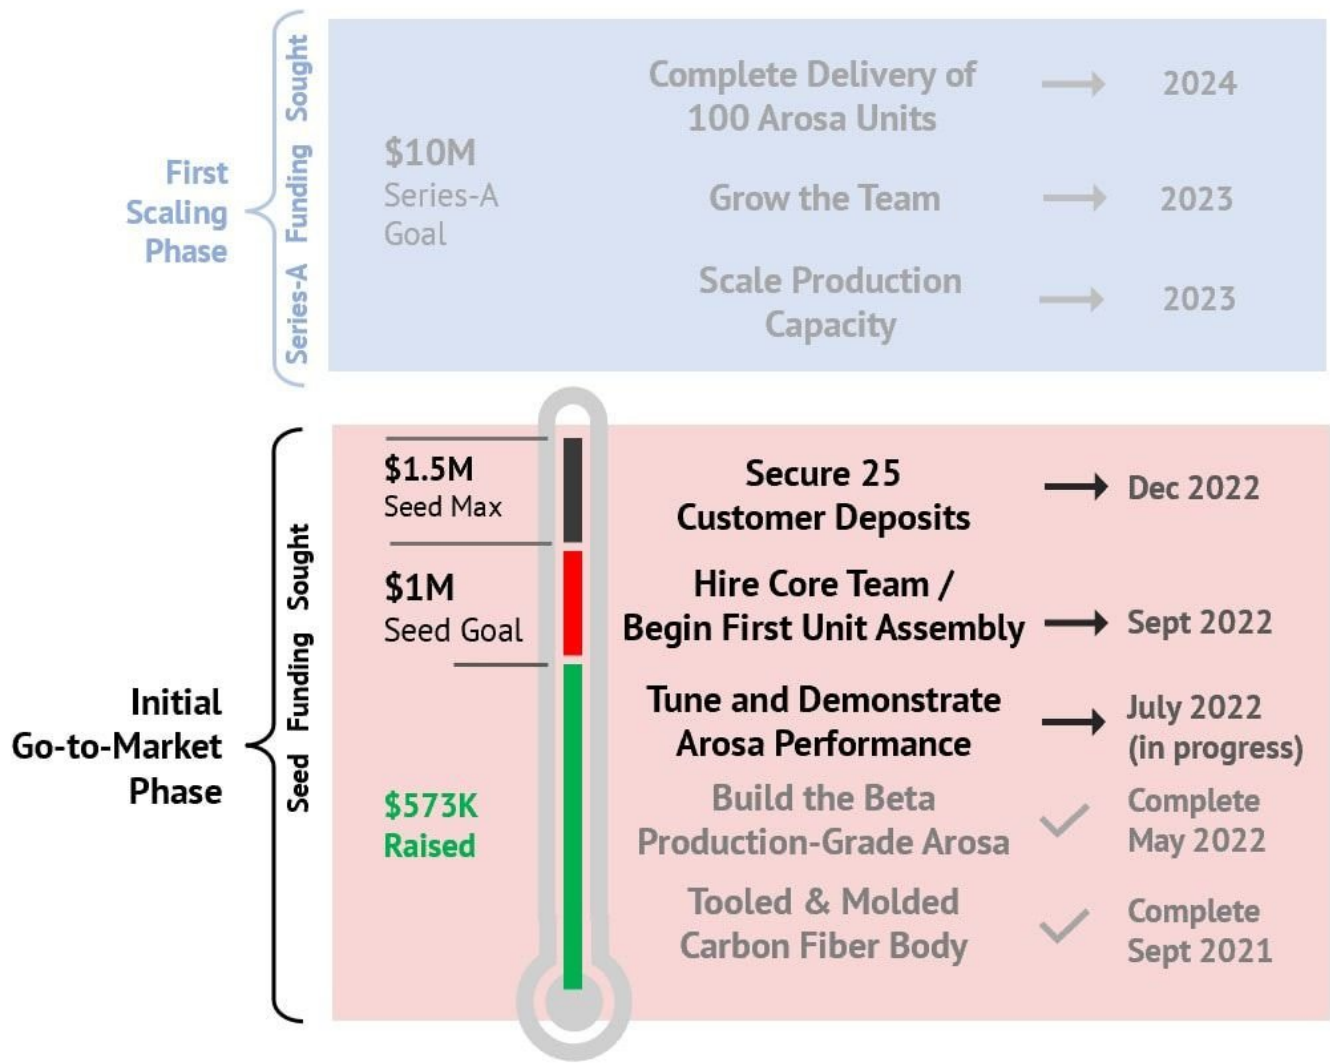 First
Scaling
Phase
Series-A Funding Sought
$10M
Series-A
Goal
Complete Delivery of
100 Arosa Units
2024
Grow the Team
2023
Scale Production
Capacity
2023
Initial
Go-to-Market
Phase
Seed Funding Sought
$1.5M
Seed Max
$1M
Seed Goal
$573K
Raised
Secure 25
Customer Deposits
Dec 2022
Hire Core Team /
Begin First Unit Assembly
Sept 2022
Tune and Demonstrate
Arosa Performance
July 2022
(in progress)
Build the Beta
Production-Grade Arosa
Complete
May 2022
Tooled & Molded
Carbon Fiber Body
Complete
Sept 2021